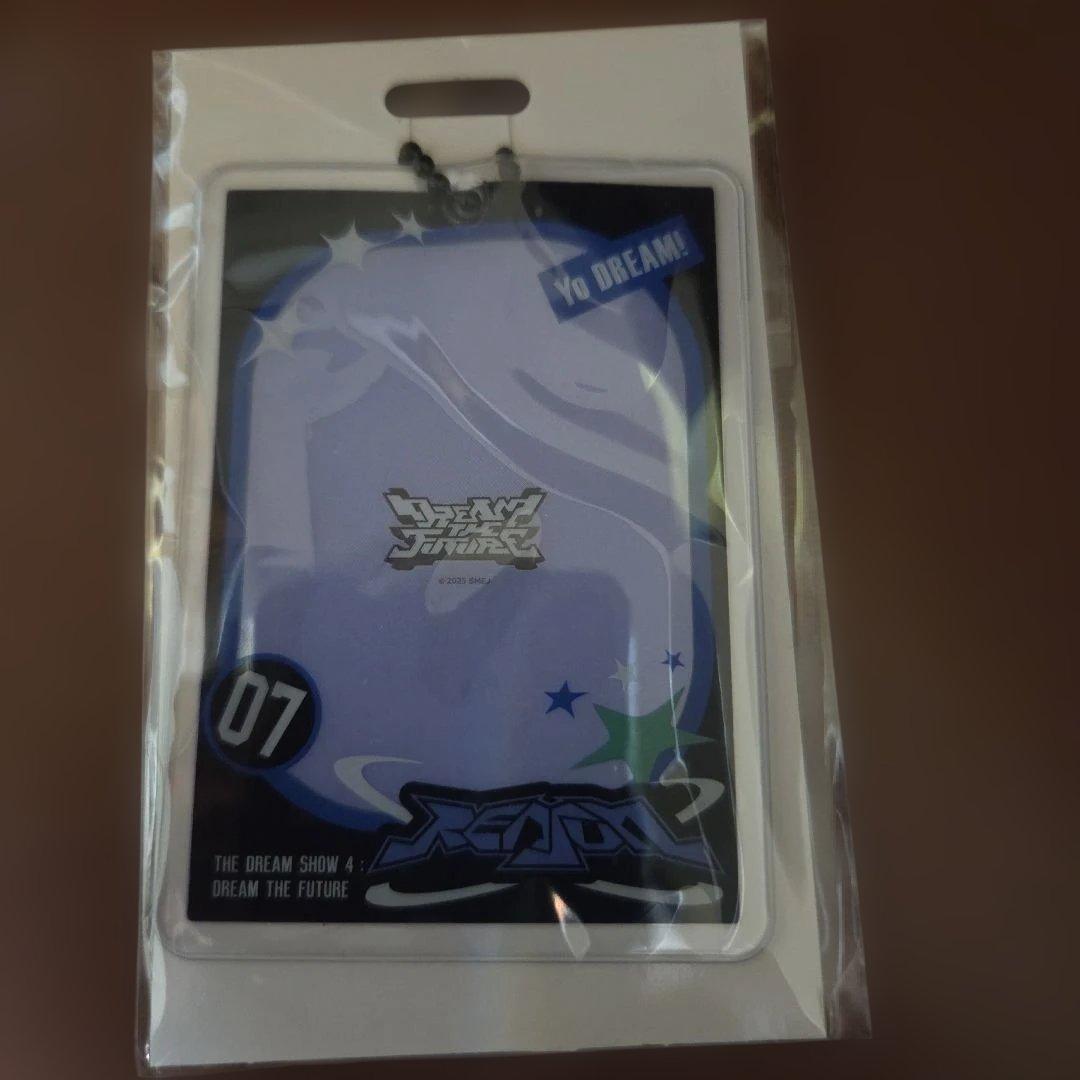 Yo DREAM!
DREAM
THE
FUTURE
© 2025 SMEJ
07
RENJUN
THE DREAM SHOW 4 :
DREAM THE FUTURE